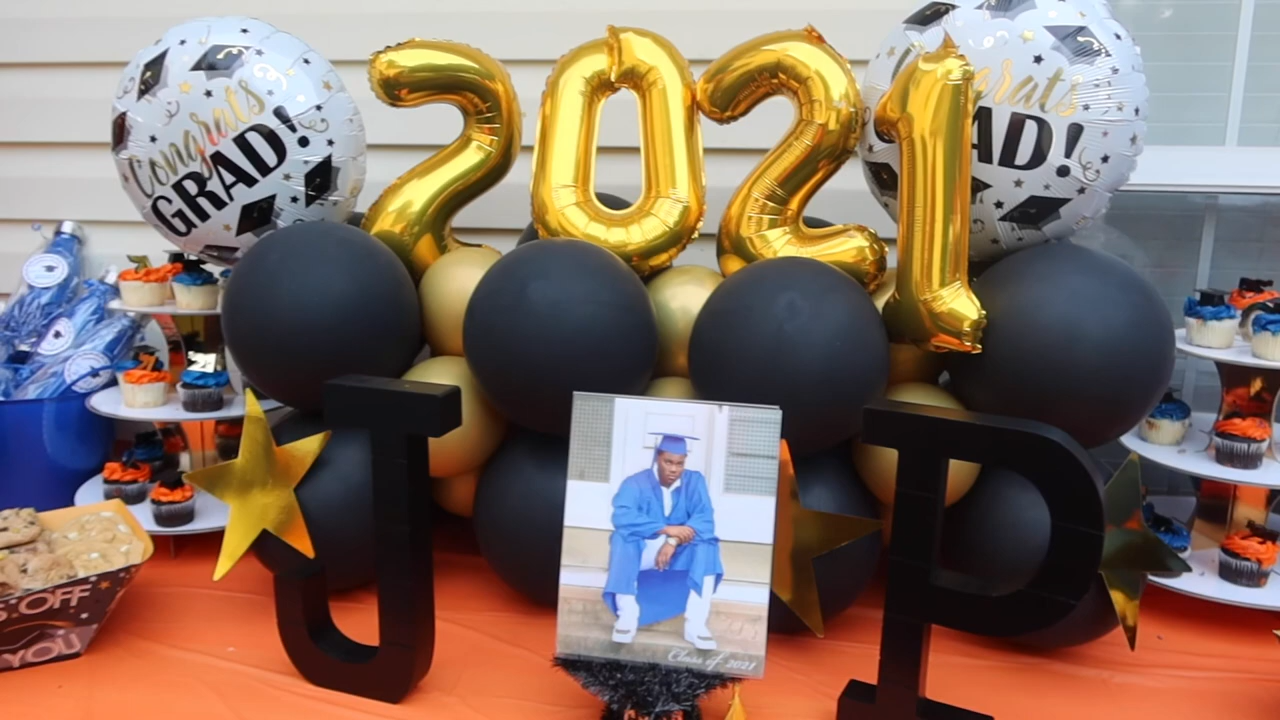 Congrats
GRAD!
2021
Congrats
GRAD!
J
P
Class of 2021
S OFF
YOU